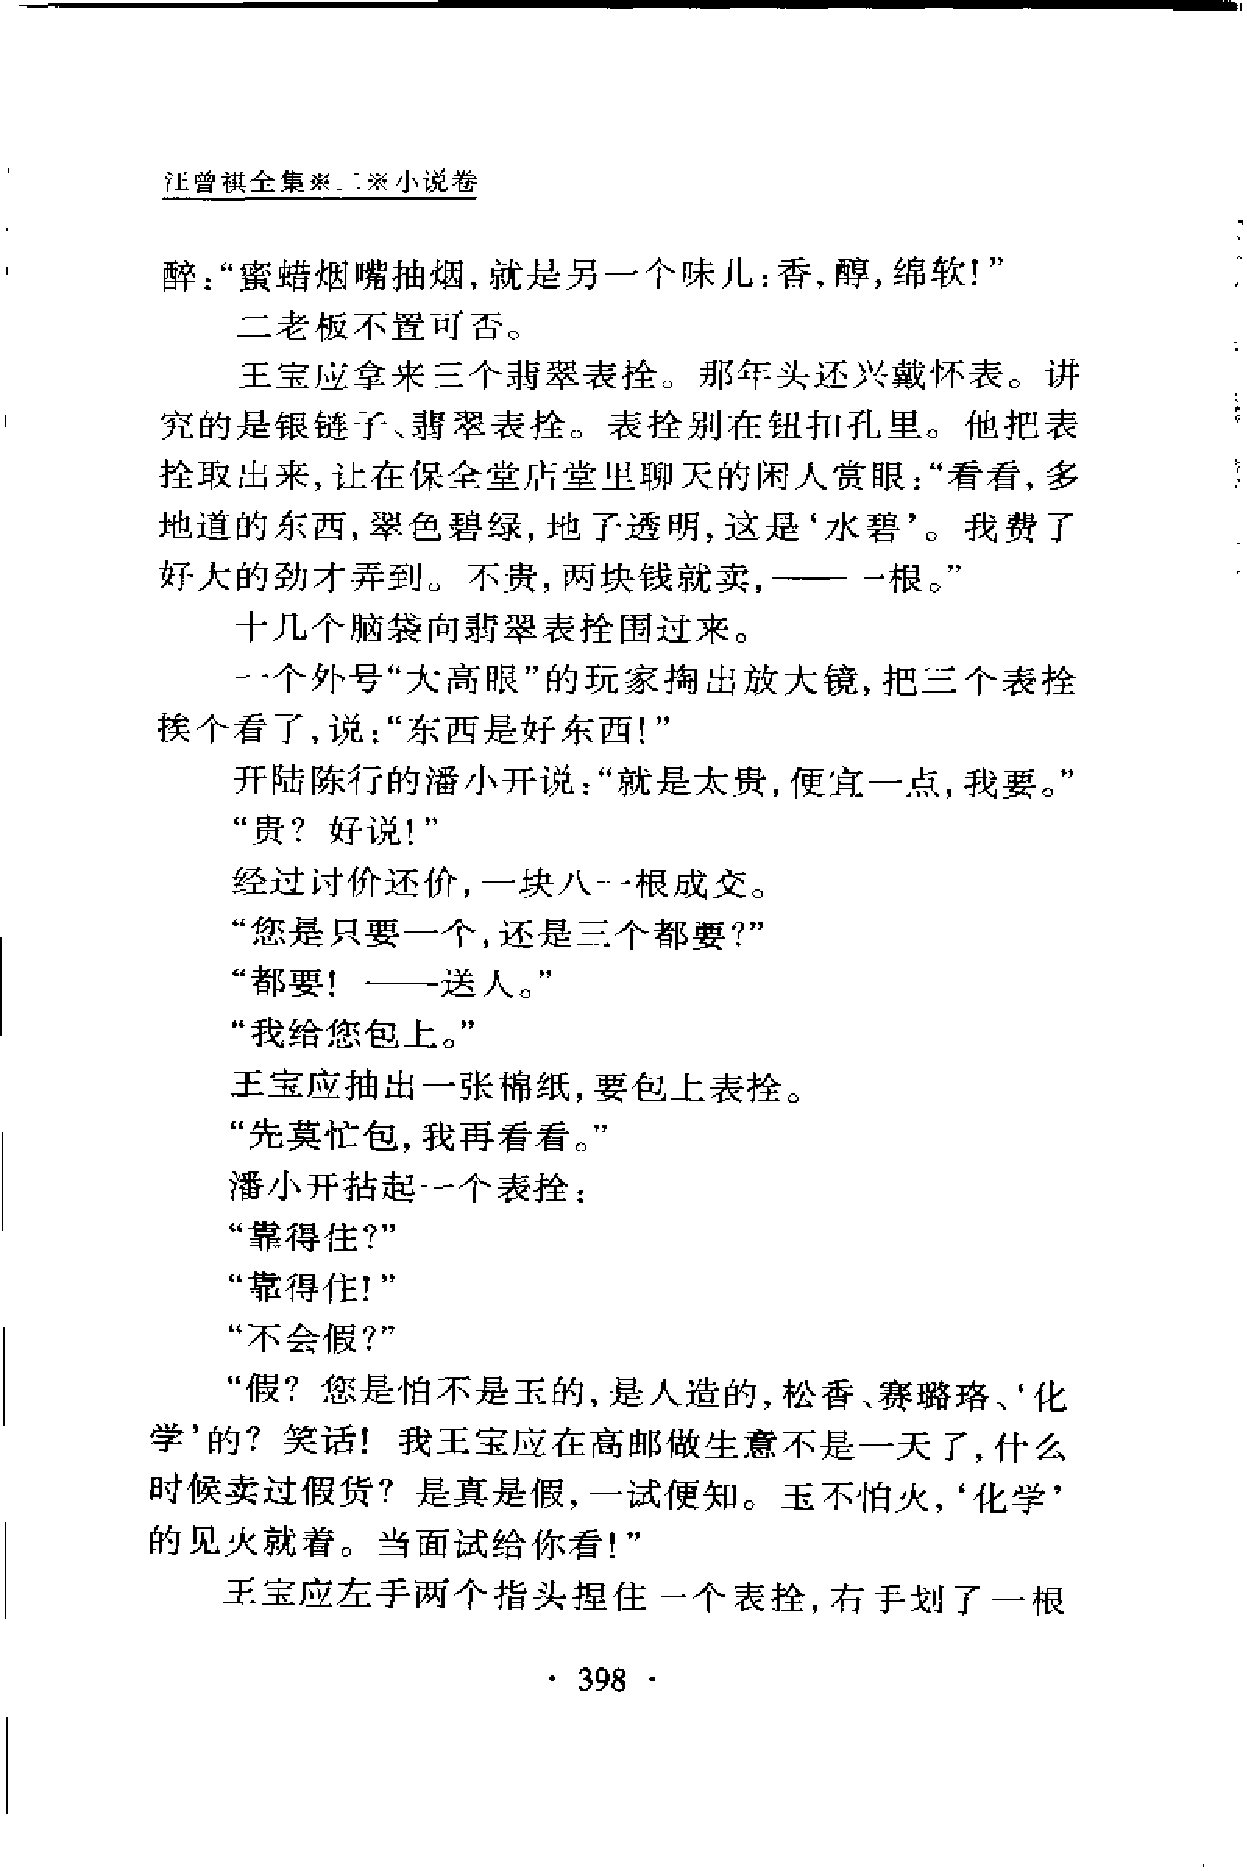 汪曾祺全集※二※小说卷
醉：“蜜蜡烟嘴抽烟，就是另一个味儿：香，醇，绵软！”
二老板不置可否。
王宝应拿来三个翡翠表拴。那年头还兴戴怀表。讲
究的是银链子、翡翠表拴。表拴别在钮扣孔里。他把表
拴取出来，让在保全堂店堂里聊天的闲人赏眼：“看看，多
地道的东西，翠色碧绿，地子透明，这是‘水碧’。我费了
好大的劲才弄到。不贵，两块钱就卖，——一根。”
十几个脑袋向翡翠表拴围过来。
一个外号“大高眼”的玩家掏出放大镜，把三个表拴
挨个看了，说：“东西是好东西！”
开陆陈行的潘小开说：“就是太贵，便宜一点，我要。”
“贵？好说！”
经过讨价还价，一块八一根成交。
“您是只要一个，还是三个都要？”
“都要！——送人。”
“我给您包上。”
王宝应抽出一张棉纸，要包上表拴。
“先莫忙包，我再看看。”
潘小开拈起一个表拴：
“靠得住？”
“靠得住！”
“不会假？”
“假？您是怕不是玉的，是人造的，松香、赛璐珞、‘化
学’的？笑话！我王宝应在高邮做生意不是一天了，什么
时候卖过假货？是真是假，一试便知。玉不怕火，‘化学’
的见火就着。当面试给你看！”
王宝应左手两个指头捏住一个表拴，右手划了一根
· 398 ·